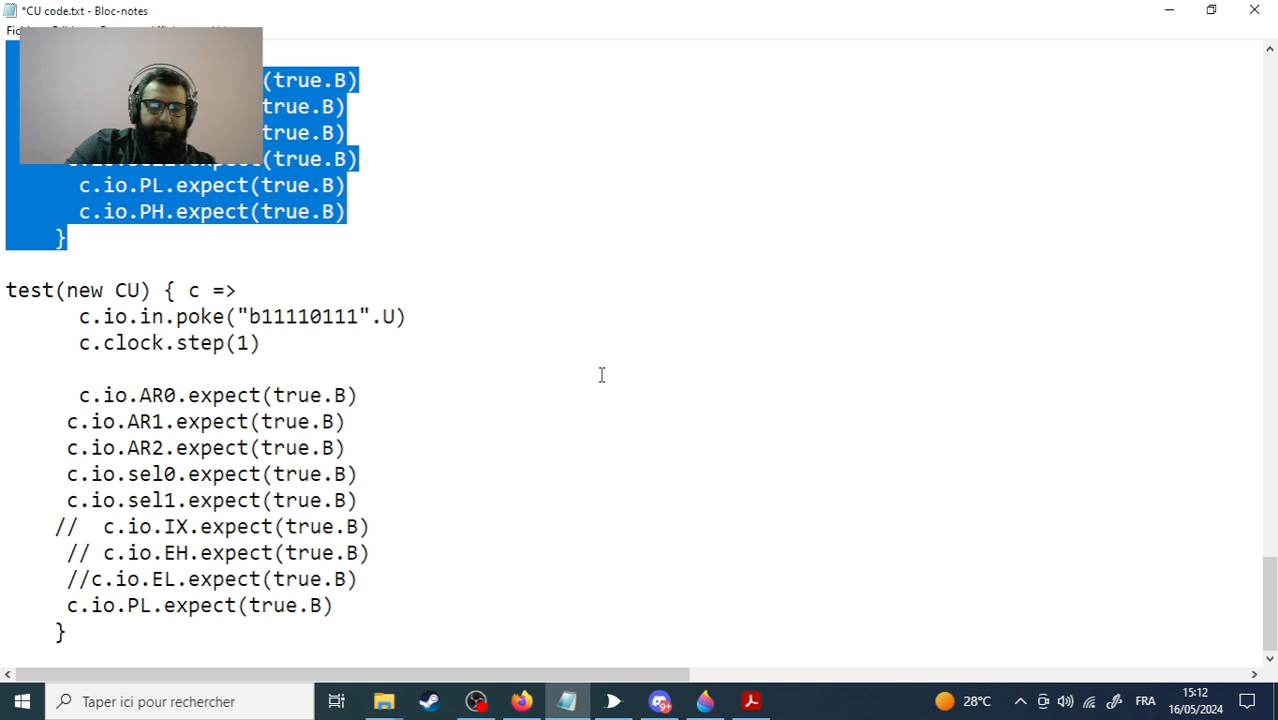 *CU code.txt - Bloc-notes
(true.B)
true.B)
true.B)
(true.B)
c.io.PL.expect(true.B)
c.io.PH.expect(true.B)
}
test(new CU) { c =>
c.io.in.poke("b11110111".U)
c.clock.step(1)
c.io.AR0.expect(true.B)
c.io.AR1.expect(true.B)
c.io.AR2.expect(true.B)
c.io.sel0.expect(true.B)
c.io.sel1.expect(true.B)
// c.io.IX.expect(true.B)
// c.io.EH.expect(true.B)
//c.io.EL.expect(true.B)
c.io.PL.expect(true.B)
}
Taper ici pour rechercher
9+
28°C
FRA
15:12
16/05/2024